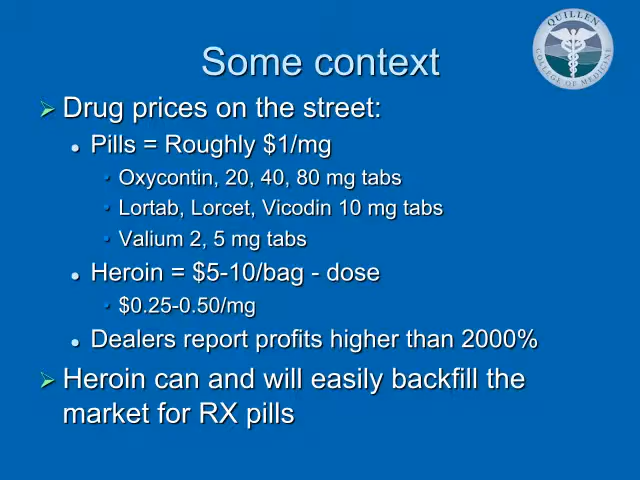 QUILLEN
COLLEGE OF MEDICINE
Some context
Drug prices on the street:
Pills = Roughly $1/mg
Oxycontin, 20, 40, 80 mg tabs
Lortab, Lorcet, Vicodin 10 mg tabs
Valium 2, 5 mg tabs
Heroin = $5-10/bag - dose
$0.25-0.50/mg
Dealers report profits higher than 2000%
Heroin can and will easily backfill the
market for RX pills